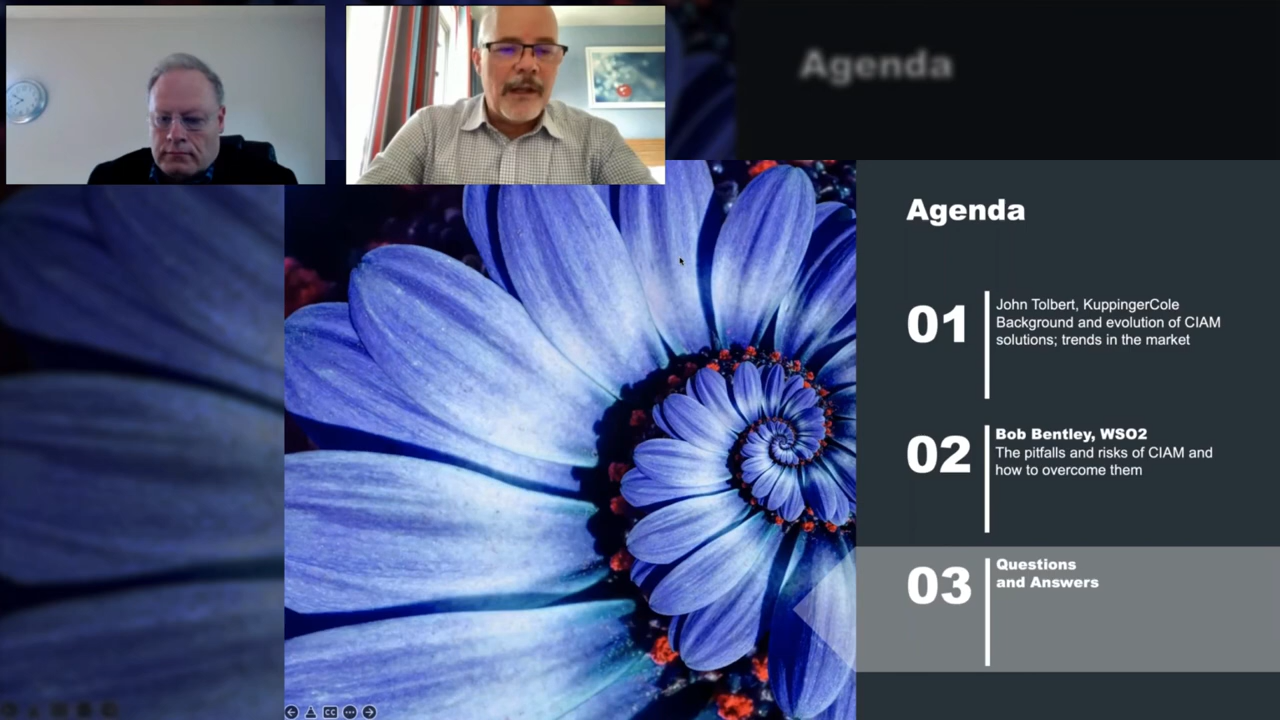 Agenda
Agenda
01
John Tolbert, KuppingerCole
Background and evolution of CIAM
solutions; trends in the market
02
Bob Bentley, WSO2
The pitfalls and risks of CIAM and
how to overcome them
03
Questions
and Answers
CC